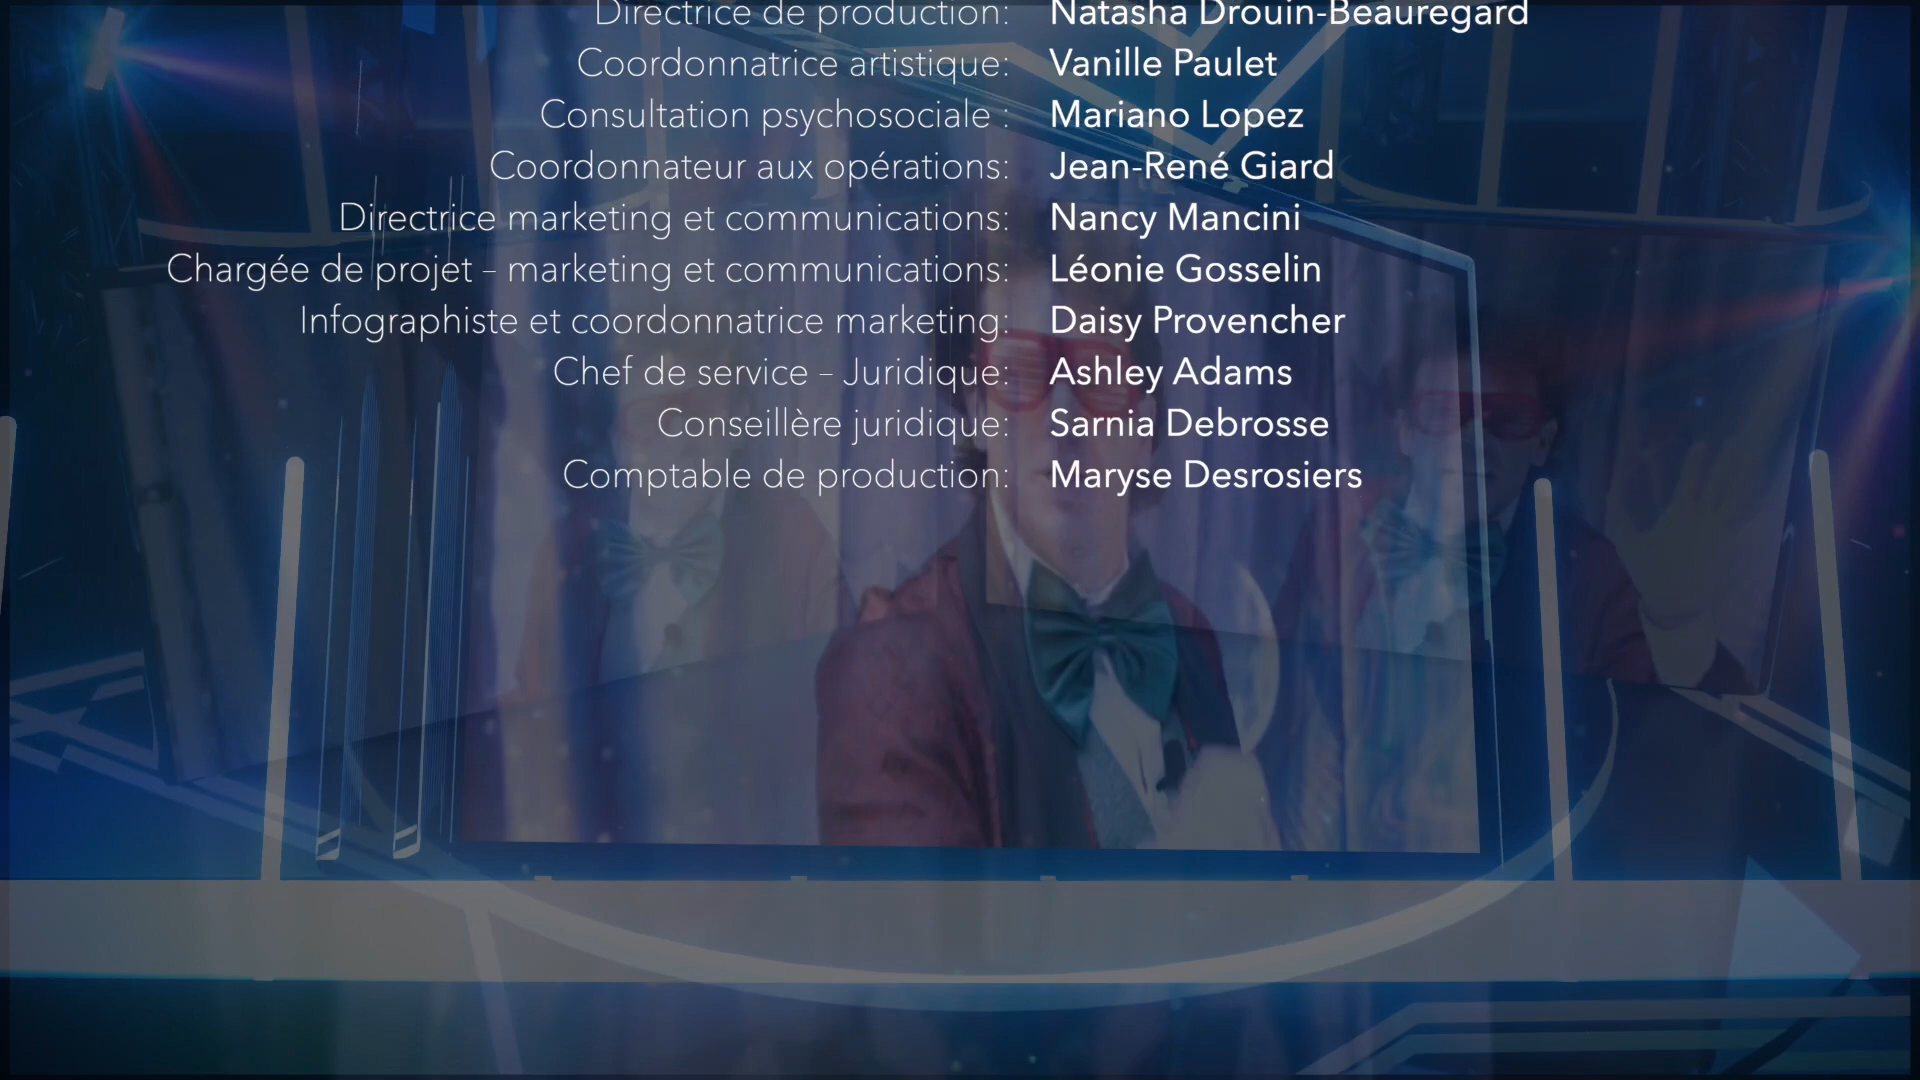 Directrice de production: Natasha Drouin-Beauregard
Coordonnatrice artistique: Vanille Paulet
Consultation psychosociale : Mariano Lopez
Coordonnateur aux opérations: Jean-René Giard
Directrice marketing et communications: Nancy Mancini
Chargée de projet – marketing et communications: Léonie Gosselin
Infographiste et coordonnatrice marketing: Daisy Provencher
Chef de service – Juridique: Ashley Adams
Conseillère juridique: Sarnia Debrosse
Comptable de production: Maryse Desrosiers